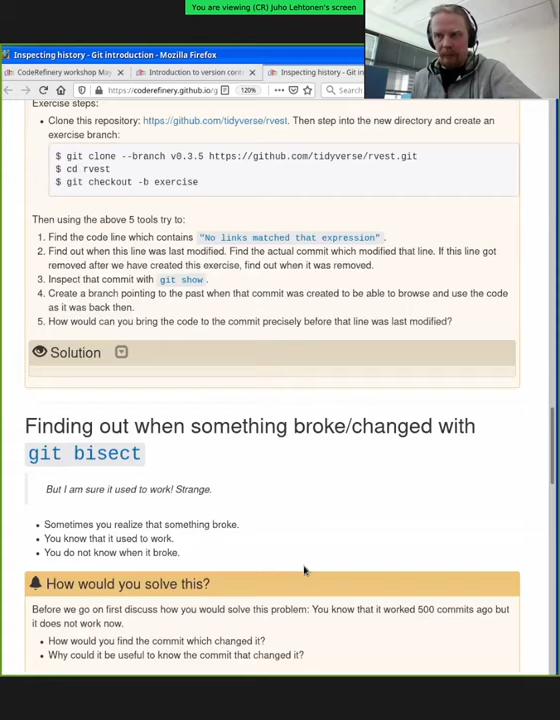 You are viewing (CR) Juho Lehtonen's screen
Inspecting history - Git introduction - Mozilla Firefox
CodeRefinery workshop May
Introduction to version cont
Inspecting history - Git in
https://coderefinery.github.io/g
120%
Search
Exercise steps:
• Clone this repository: https://github.com/tidyverse/rvest. Then step into the new directory and create an
exercise branch:
$ git clone --branch v0.3.5 https://github.com/tidyverse/rvest.git
$ cd rvest
$ git checkout -b exercise
Then using the above 5 tools try to:
1. Find the code line which contains "No links matched that expression".
2. Find out when this line was last modified. Find the actual commit which modified that line. If this line got
removed after we have created this exercise, find out when it was removed.
3. Inspect that commit with git show.
4. Create a branch pointing to the past when that commit was created to be able to browse and use the code
as it was back then.
5. How would you bring the code to the commit precisely before that line was last modified?
Solution
Finding out when something broke/changed with
git bisect
But I am sure it used to work! Strange.
• Sometimes you realize that something broke.
• You know that it used to work.
• You do not know when it broke.
How would you solve this?
Before we go on first discuss how you would solve this problem: You know that it worked 500 commits ago but
it does not work now.
• How would you find the commit which changed it?
• Why could it be useful to know the commit that changed it?